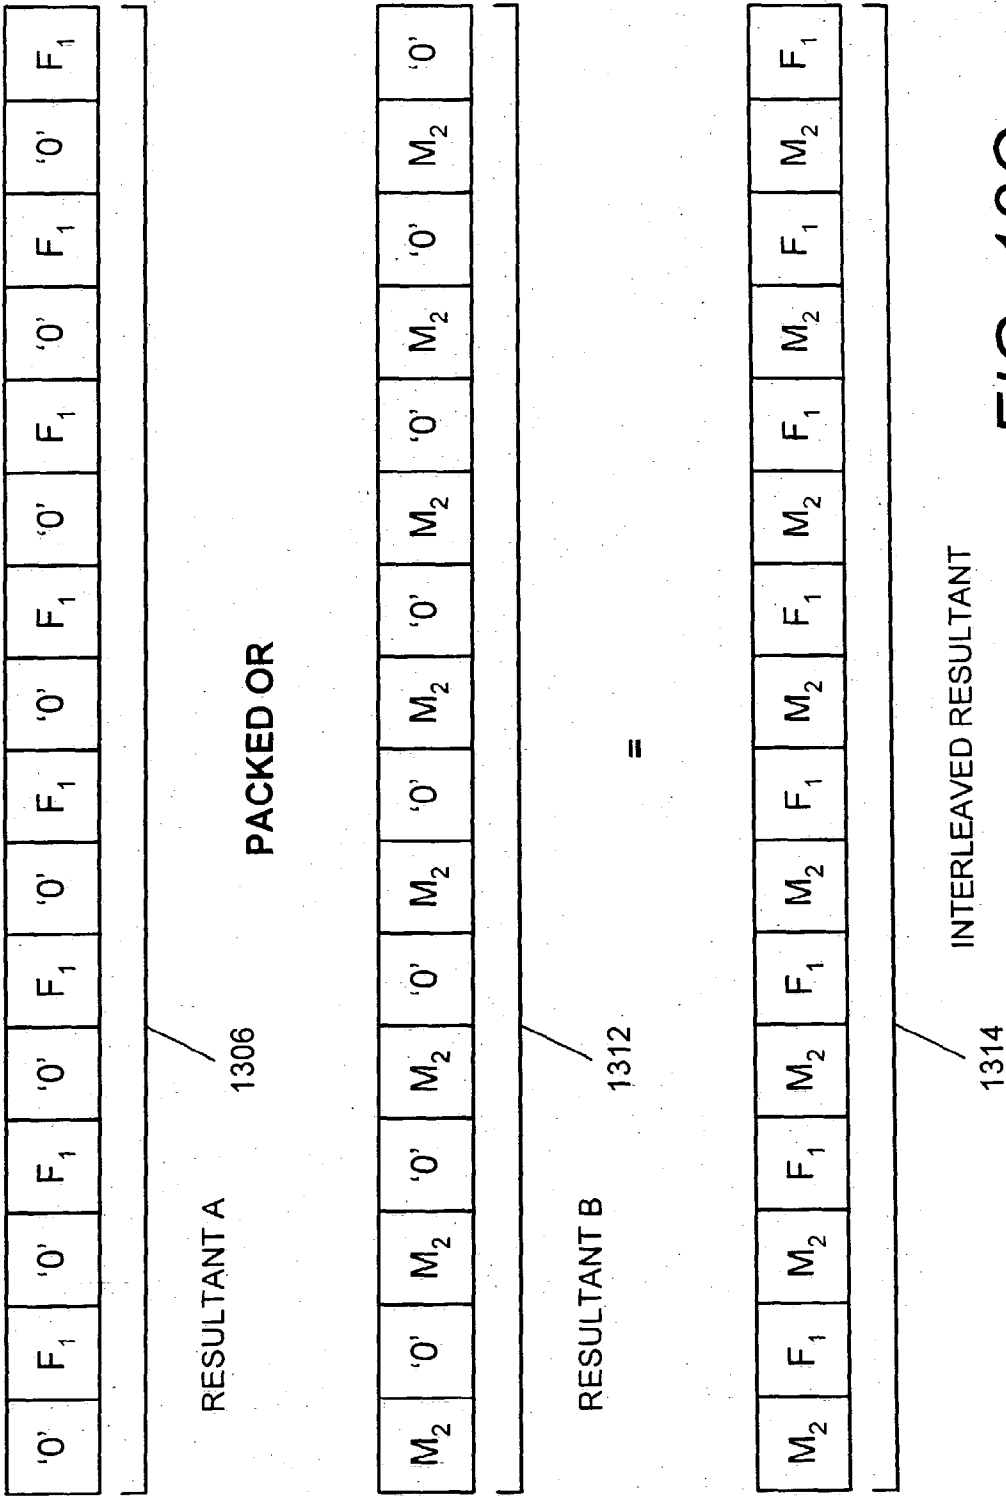 '0' F₁ '0' F₁ '0' F₁ '0' F₁ '0' F₁ '0' F₁ '0' F₁ '0' F₁
RESULTANT A
1306
PACKED OR
M₂ '0' M₂ '0' M₂ '0' M₂ '0' M₂ '0' M₂ '0' M₂ '0' M₂ '0'
RESULTANT B
1312
=
M₂ F₁ M₂ F₁ M₂ F₁ M₂ F₁ M₂ F₁ M₂ F₁ M₂ F₁ M₂ F₁
1314
INTERLEAVED RESULTANT